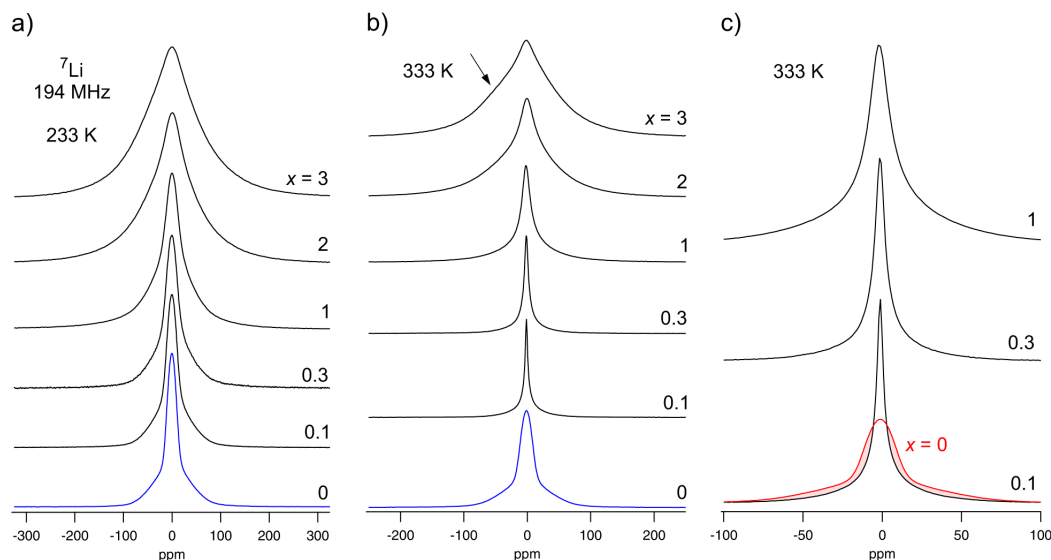 a)
⁷Li
194 MHz
233 K
x = 3
2
1
0.3
0.1
0
-300 -200 -100 0 100 200 300
ppm
b)
333 K
x = 3
2
1
0.3
0.1
0
-200 -100 0 100 200
ppm
c)
333 K
1
0.3
x = 0
0.1
-100 -50 0 50 100
ppm